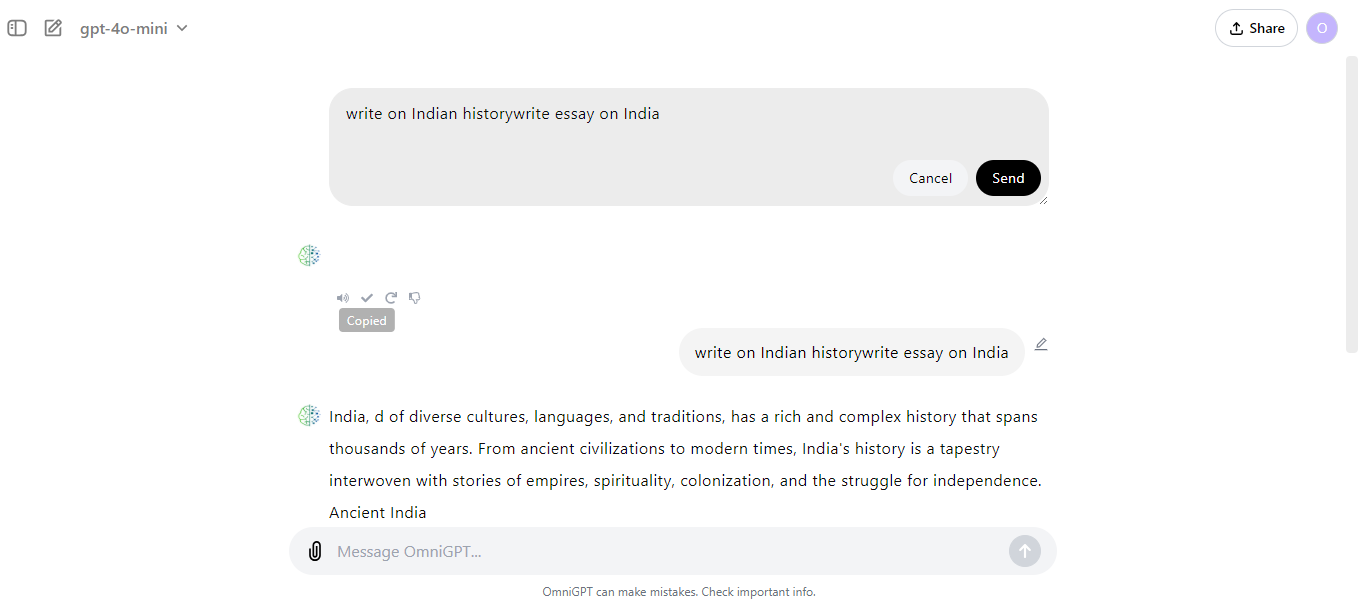 gpt-4o-mini
Share
O
write on Indian historywrite essay on India
Cancel
Send
Copied
write on Indian historywrite essay on India
India, d of diverse cultures, languages, and traditions, has a rich and complex history that spans
thousands of years. From ancient civilizations to modern times, India's history is a tapestry
interwoven with stories of empires, spirituality, colonization, and the struggle for independence.
Ancient India
Message OmniGPT...
OmniGPT can make mistakes. Check important info.